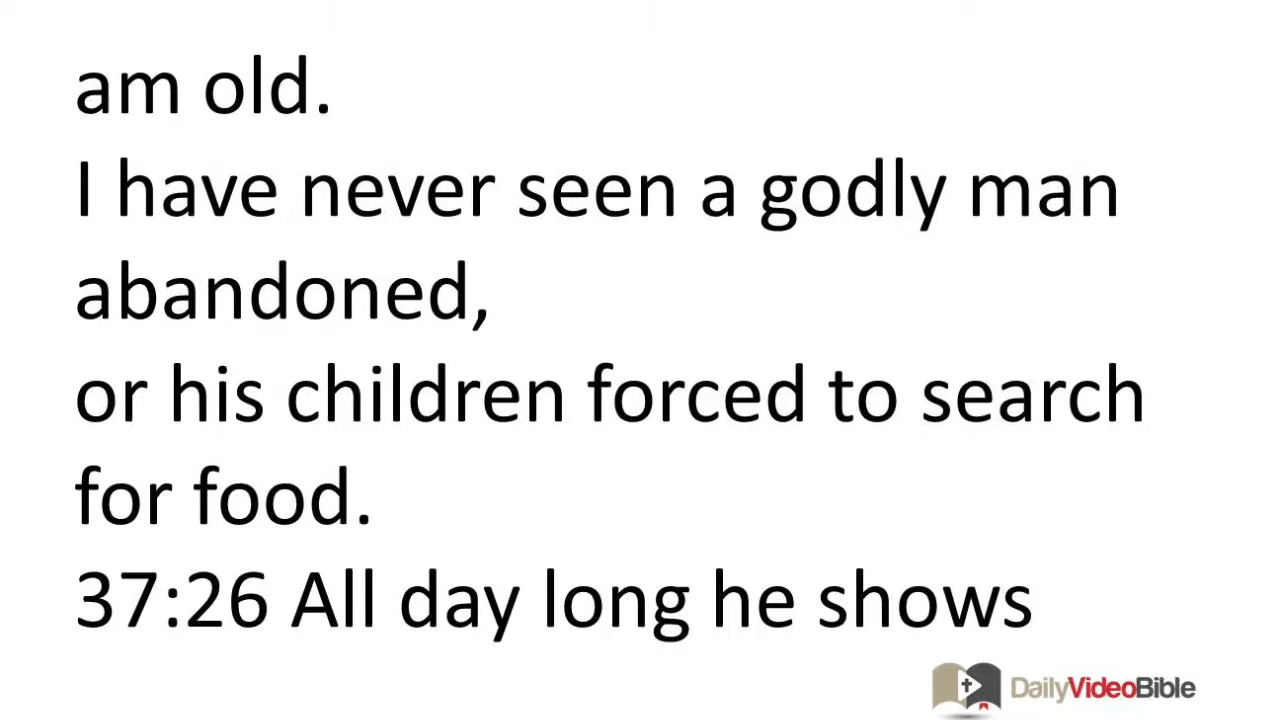 am old.
I have never seen a godly man
abandoned,
or his children forced to search
for food.
37:26 All day long he shows
DailyVideoBible